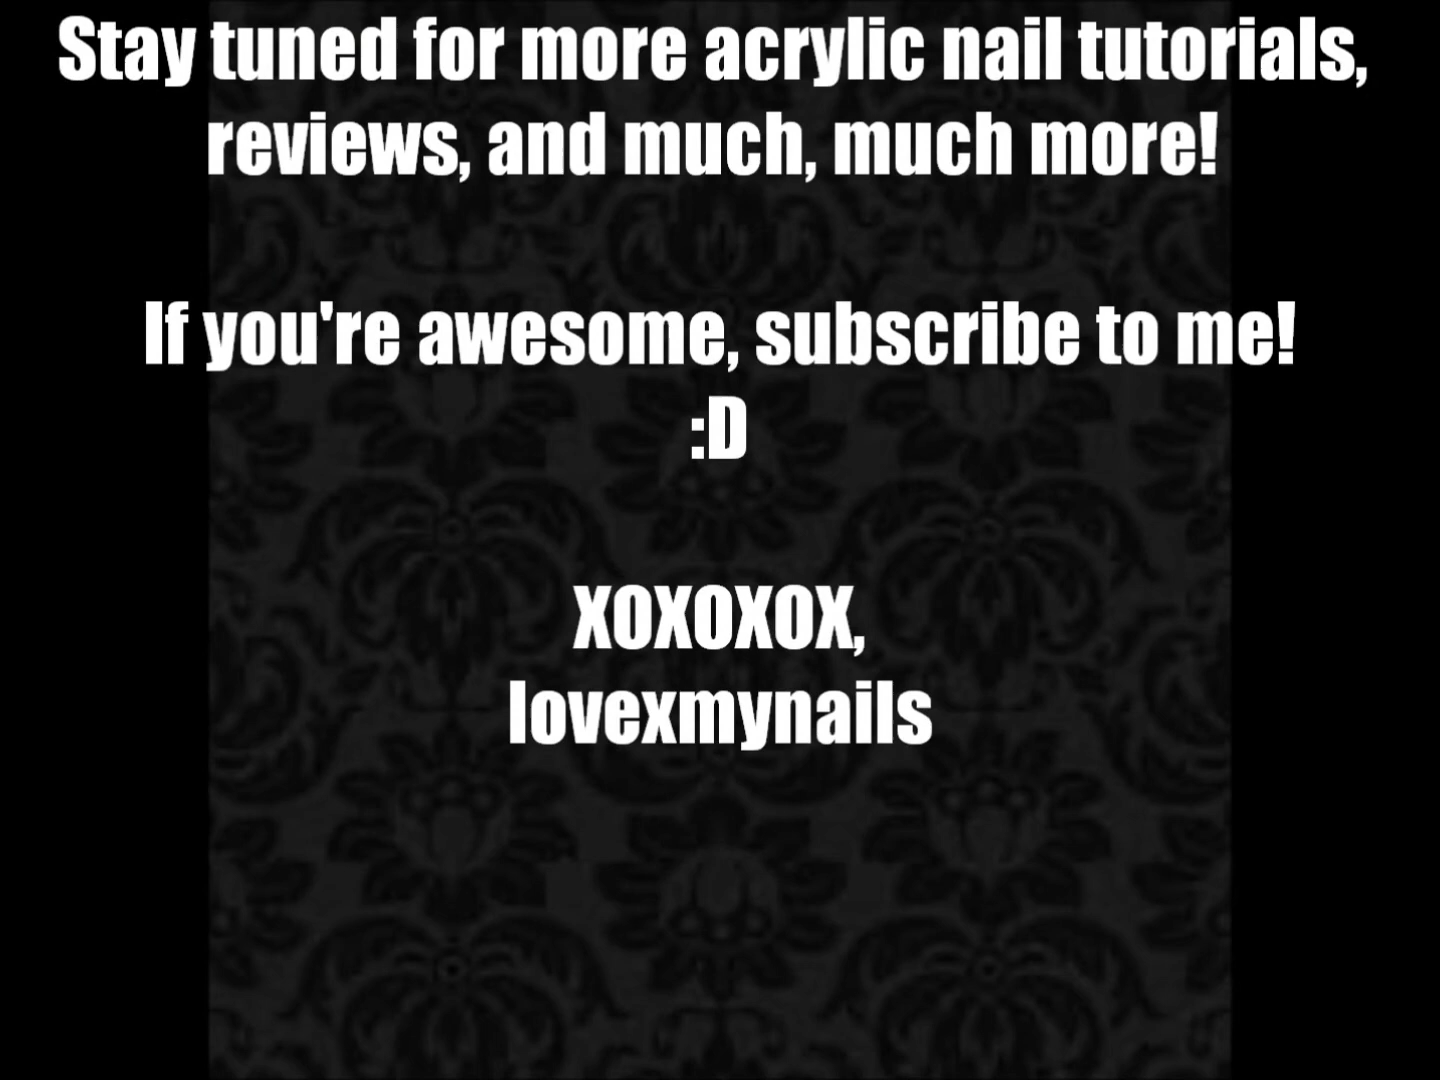 Stay tuned for more acrylic nail tutorials,
reviews, and much, much more!
If you're awesome, subscribe to me!
:D
XOXOXOX,
lovexmynails